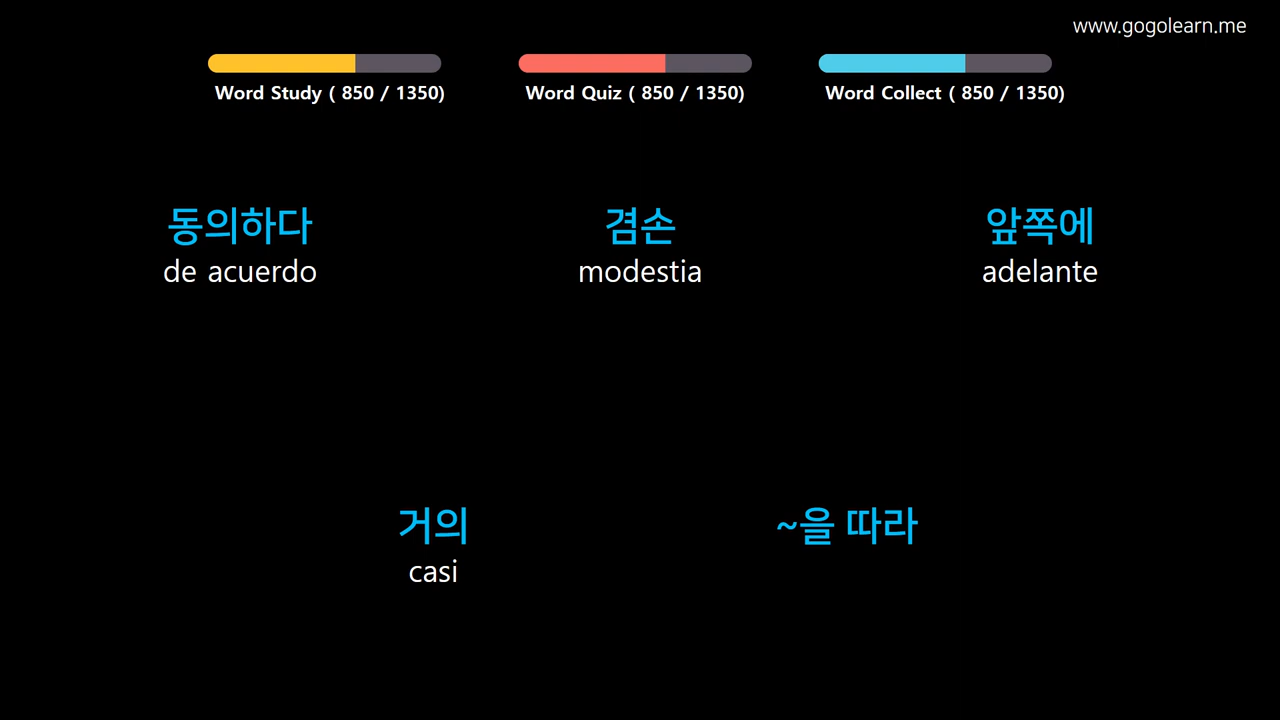 www.gogolearn.me
Word Study ( 850 / 1350)
Word Quiz ( 850 / 1350)
Word Collect ( 850 / 1350)
동의하다
de acuerdo
겸손
modestia
앞쪽에
adelante
거의
casi
~을 따라